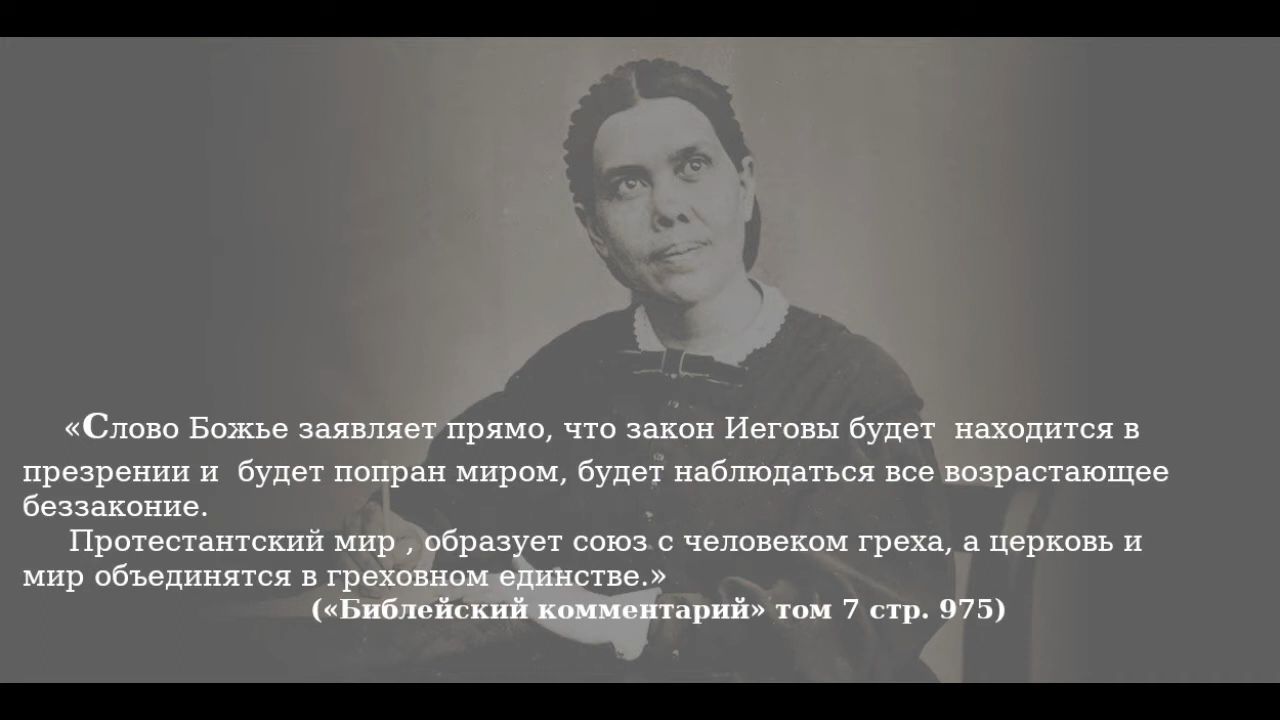 «Слово Божье заявляет прямо, что закон Иеговы будет  находится в
презрении и  будет попран миром, будет наблюдаться все возрастающее
беззаконие.
Протестантский мир , образует союз с человеком греха, а церковь и
мир объединятся в греховном единстве.»
(«Библейский комментарий» том 7 стр. 975)